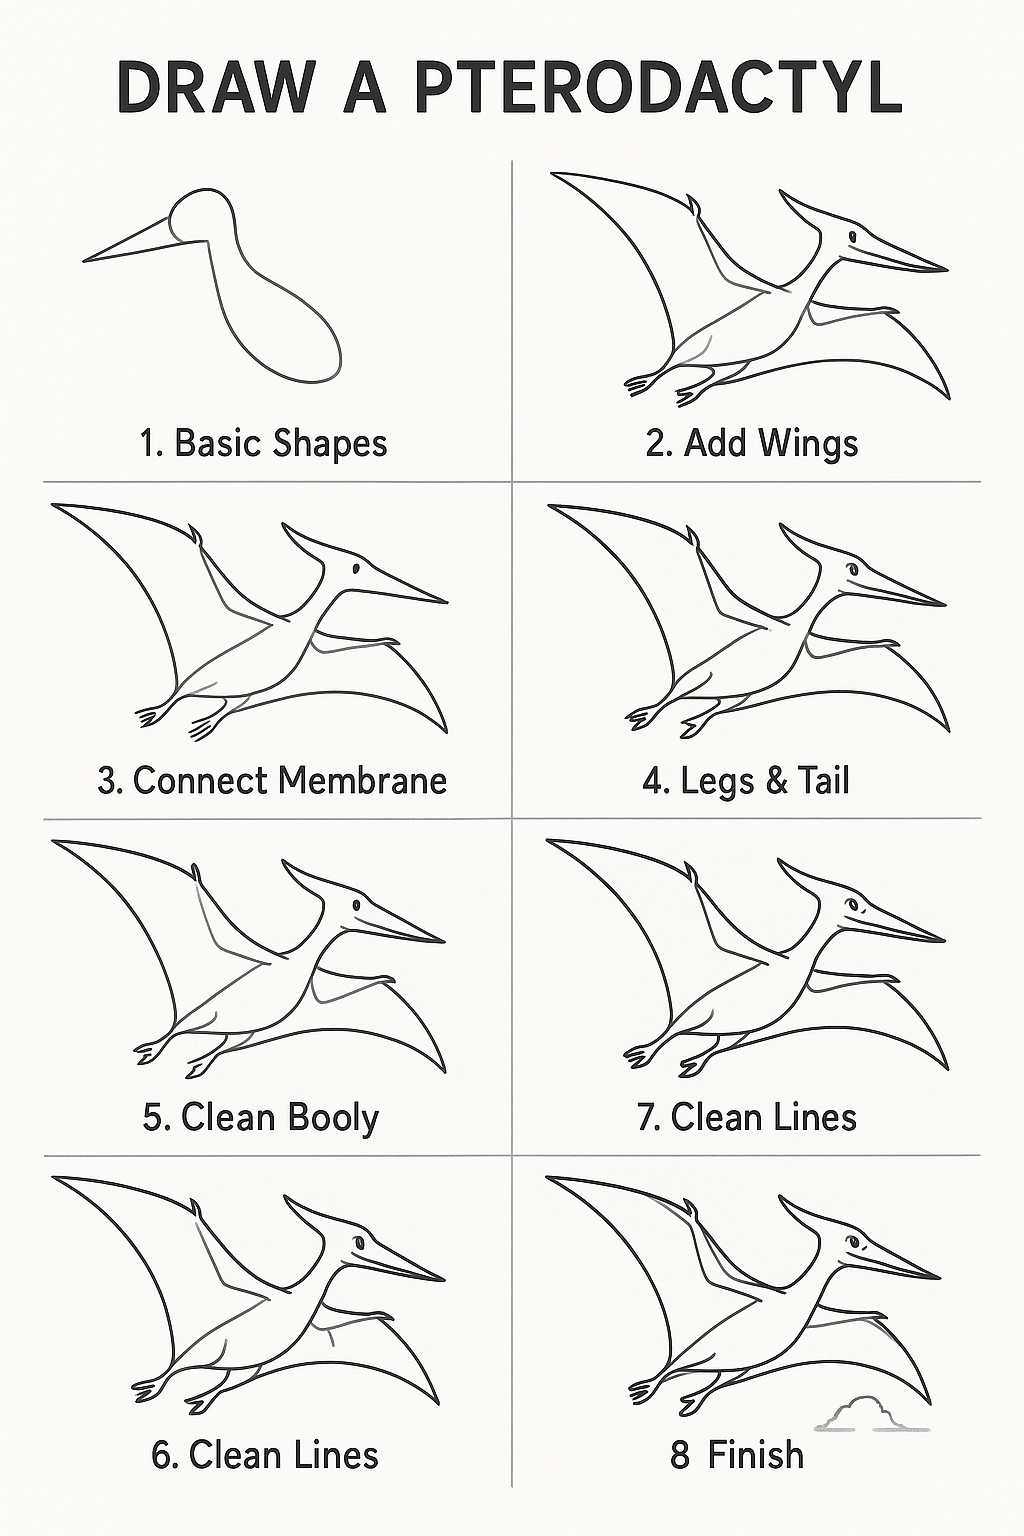 DRAW A PTERODACTYL
1. Basic Shapes
2. Add Wings
3. Connect Membrane
4. Legs & Tail
5. Clean Booly
7. Clean Lines
6. Clean Lines
8 Finish